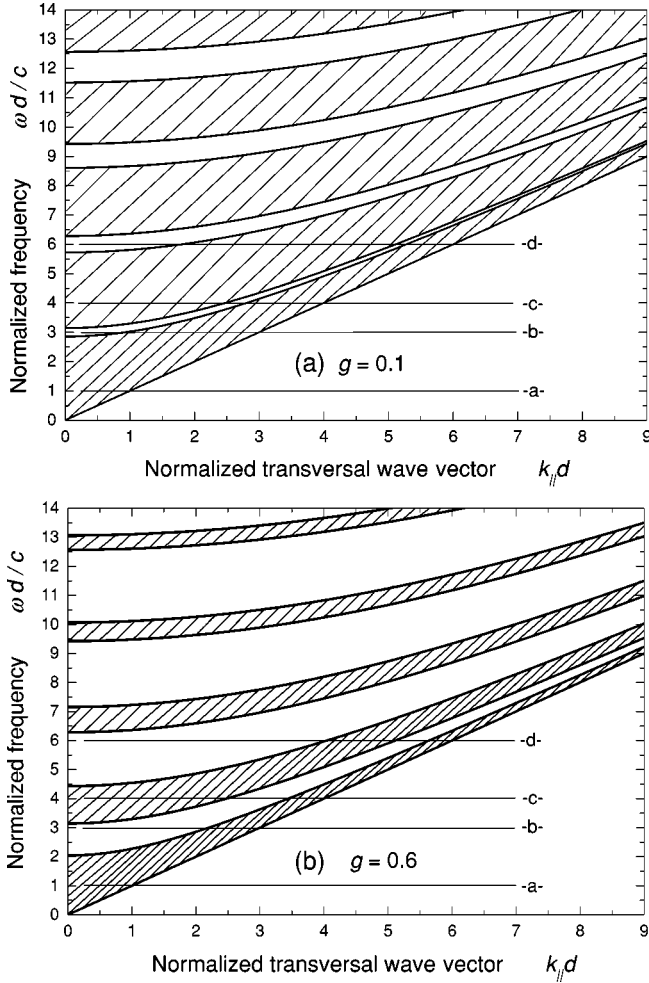 14
13
12
11
10
9
8
7
6
5
4
3
2
1
0
Normalized frequency ω d / c
-d-
-c-
-b-
-a-
(a) g = 0.1
0 1 2 3 4 5 6 7 8 9
Normalized transversal wave vector k//d
14
13
12
11
10
9
8
7
6
5
4
3
2
1
0
Normalized frequency ω d / c
-d-
-c-
-b-
-a-
(b) g = 0.6
0 1 2 3 4 5 6 7 8 9
Normalized transversal wave vector k//d